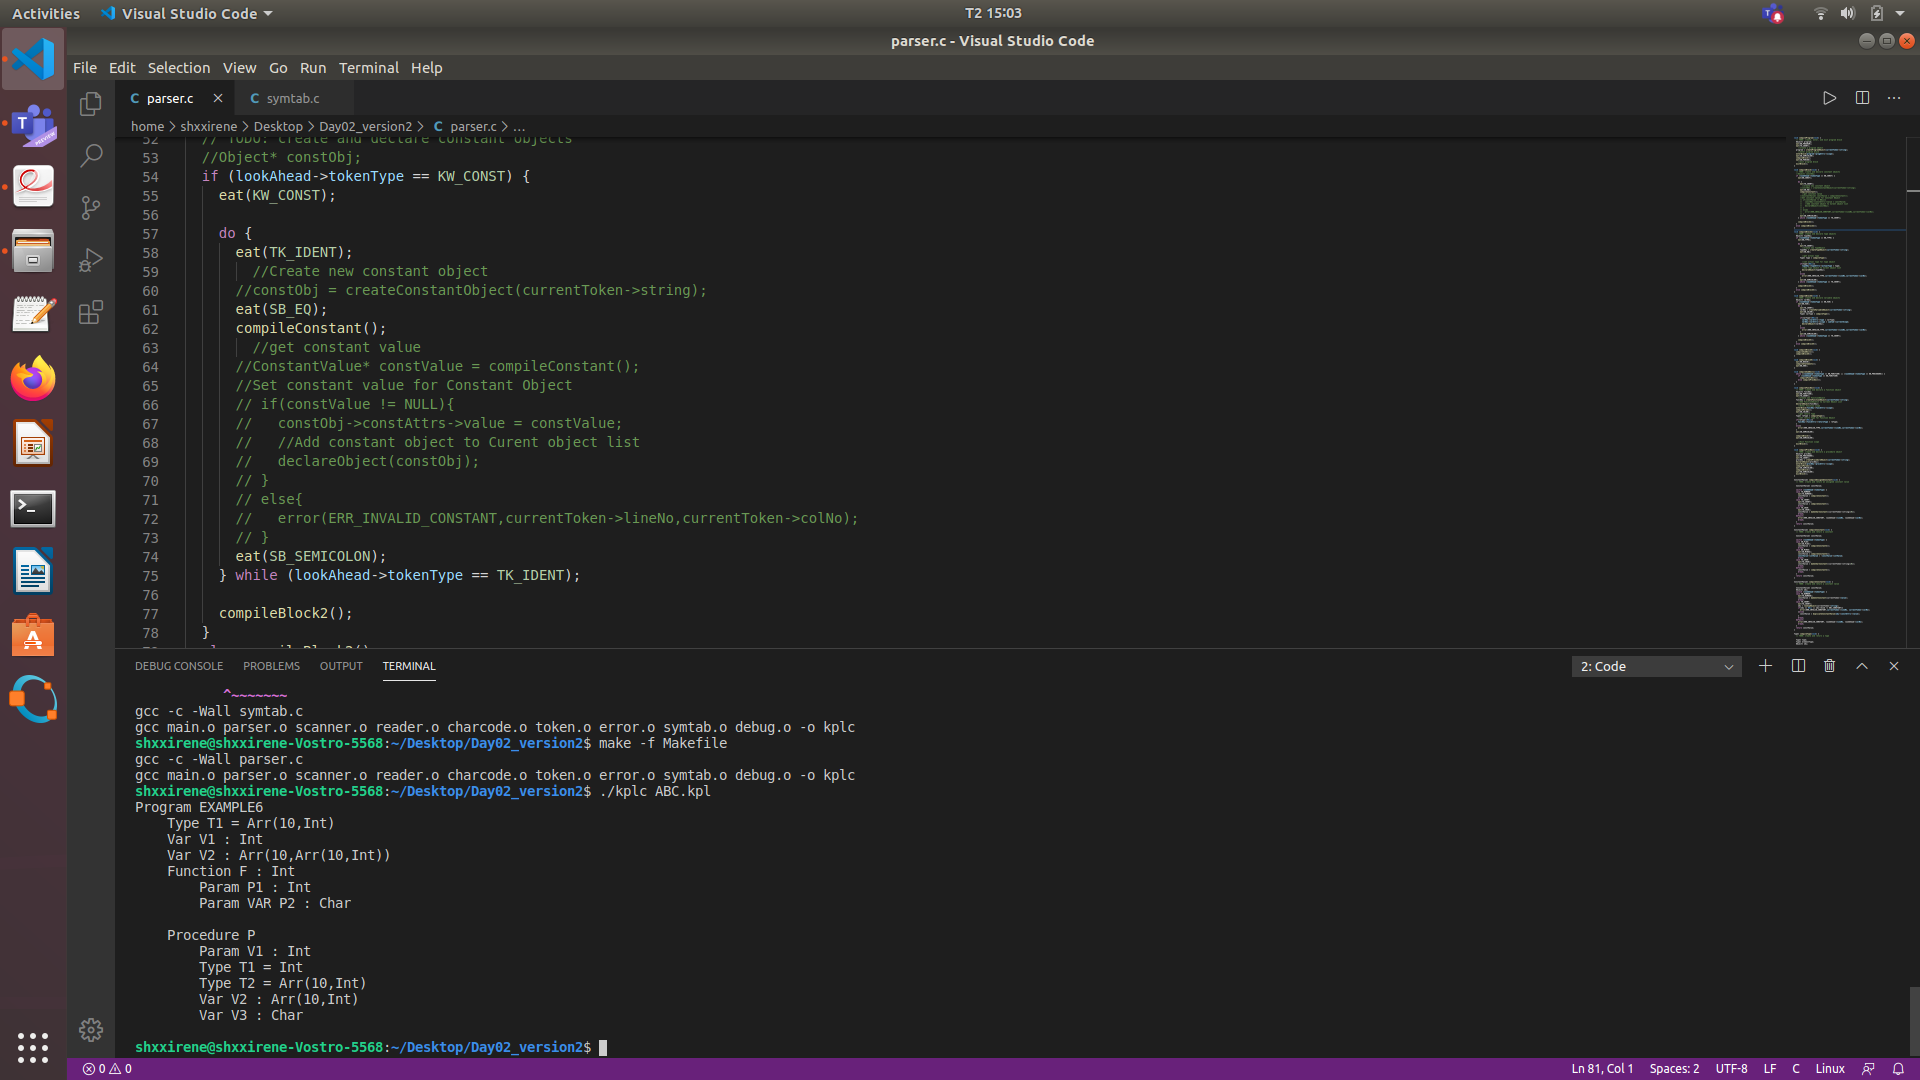 Activities
Visual Studio Code
T2 15:03
parser.c - Visual Studio Code
File Edit Selection View Go Run Terminal Help
C parser.c
C symtab.c
home > shxxirene > Desktop > Day02_version2 > C parser.c > ...
52 // TODO: create and declare constant objects
53 //Object* constObj;
54 if (lookAhead->tokenType == KW_CONST) {
55 eat(KW_CONST);
56
57 do {
58 eat(TK_IDENT);
59 //Create new constant object
60 //constObj = createConstantObject(currentToken->string);
61 eat(SB_EQ);
62 compileConstant();
63 //get constant value
64 //ConstantValue* constValue = compileConstant();
65 //Set constant value for Constant Object
66 // if(constValue != NULL){
67 // constObj->constAttrs->value = constValue;
68 // //Add constant object to Curent object list
69 // declareObject(constObj);
70 // }
71 // else{
72 // error(ERR_INVALID_CONSTANT,currentToken->lineNo,currentToken->colNo);
73 // }
74 eat(SB_SEMICOLON);
75 } while (lookAhead->tokenType == TK_IDENT);
76
77 compileBlock2();
78 }
DEBUG CONSOLE PROBLEMS OUTPUT TERMINAL
2: Code
^~~~~~~~
gcc -c -Wall symtab.c
gcc main.o parser.o scanner.o reader.o charcode.o token.o error.o symtab.o debug.o -o kplc
shxxirene@shxxirene-Vostro-5568:~/Desktop/Day02_version2$ make -f Makefile
gcc -c -Wall parser.c
gcc main.o parser.o scanner.o reader.o charcode.o token.o error.o symtab.o debug.o -o kplc
shxxirene@shxxirene-Vostro-5568:~/Desktop/Day02_version2$ ./kplc ABC.kpl
Program EXAMPLE6
Type T1 = Arr(10,Int)
Var V1 : Int
Var V2 : Arr(10,Arr(10,Int))
Function F : Int
Param P1 : Int
Param VAR P2 : Char
Procedure P
Param V1 : Int
Type T1 = Int
Type T2 = Arr(10,Int)
Var V2 : Arr(10,Int)
Var V3 : Char
shxxirene@shxxirene-Vostro-5568:~/Desktop/Day02_version2$
0 0
Ln 81, Col 1 Spaces: 2 UTF-8 LF C Linux